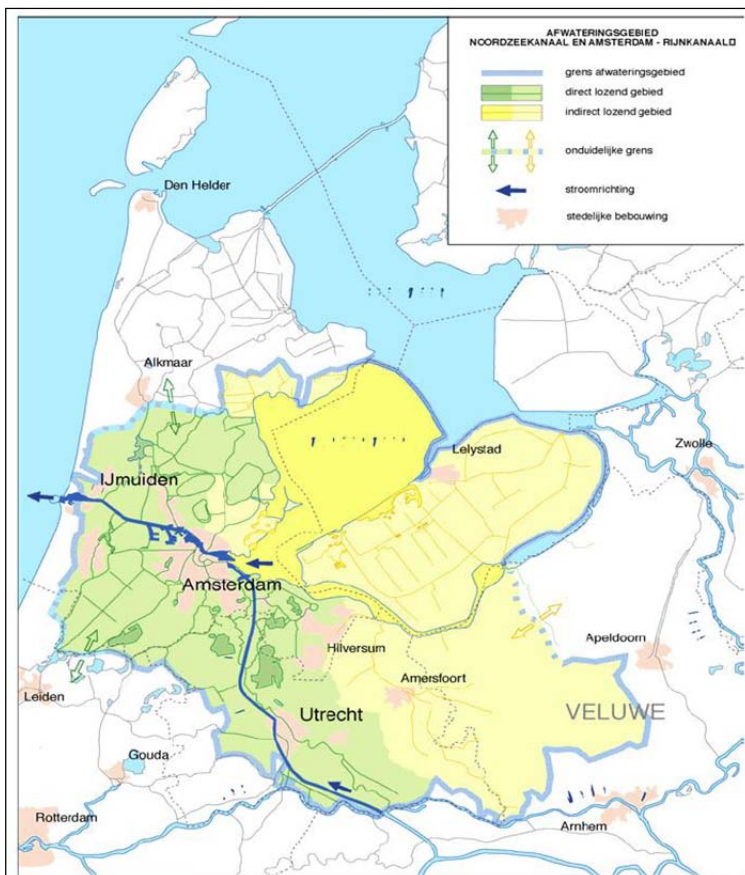 AFWATERINGSGEBIED
NOORDZEEKANAAL EN AMSTERDAM - RIJNKANAAL
grens afwateringsgebied
direct lozend gebied
indirect lozend gebied
onduidelijke grens
stroomrichting
stedelijke bebouwing
Den Helder
Alkmaar
Lelystad
Zwolle
IJmuiden
Amsterdam
Hilversum
Apeldoorn
Amersfoort
Leiden
Utrecht
VELUWE
Gouda
Rotterdam
Arnhem